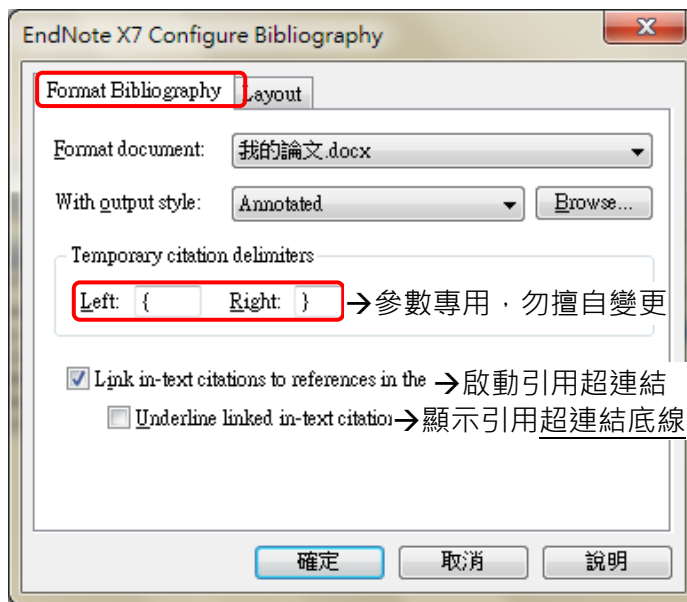 EndNote X7 Configure Bibliography
Format Bibliography Layout
Format document: 我的論文.docx
With output style: Annotated Browse...
Temporary citation delimiters
Left: { Right: } →參數專用，勿擅自變更
Link in-text citations to references in the →啟動引用超連結
Underline linked in-text citation →顯示引用超連結底線
確定 取消 說明